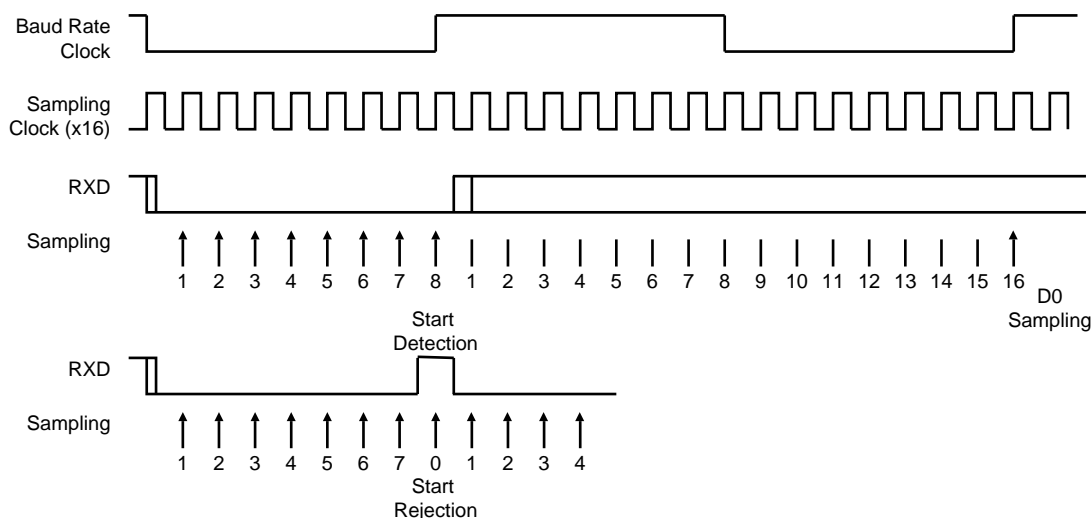 Baud Rate
Clock
Sampling
Clock (x16)
RXD
Sampling
1 2 3 4 5 6 7 8 1 2 3 4 5 6 7 8 9 10 11 12 13 14 15 16
D0
Sampling
Start
Detection
RXD
Sampling
1 2 3 4 5 6 7 0 1 2 3 4
Start
Rejection